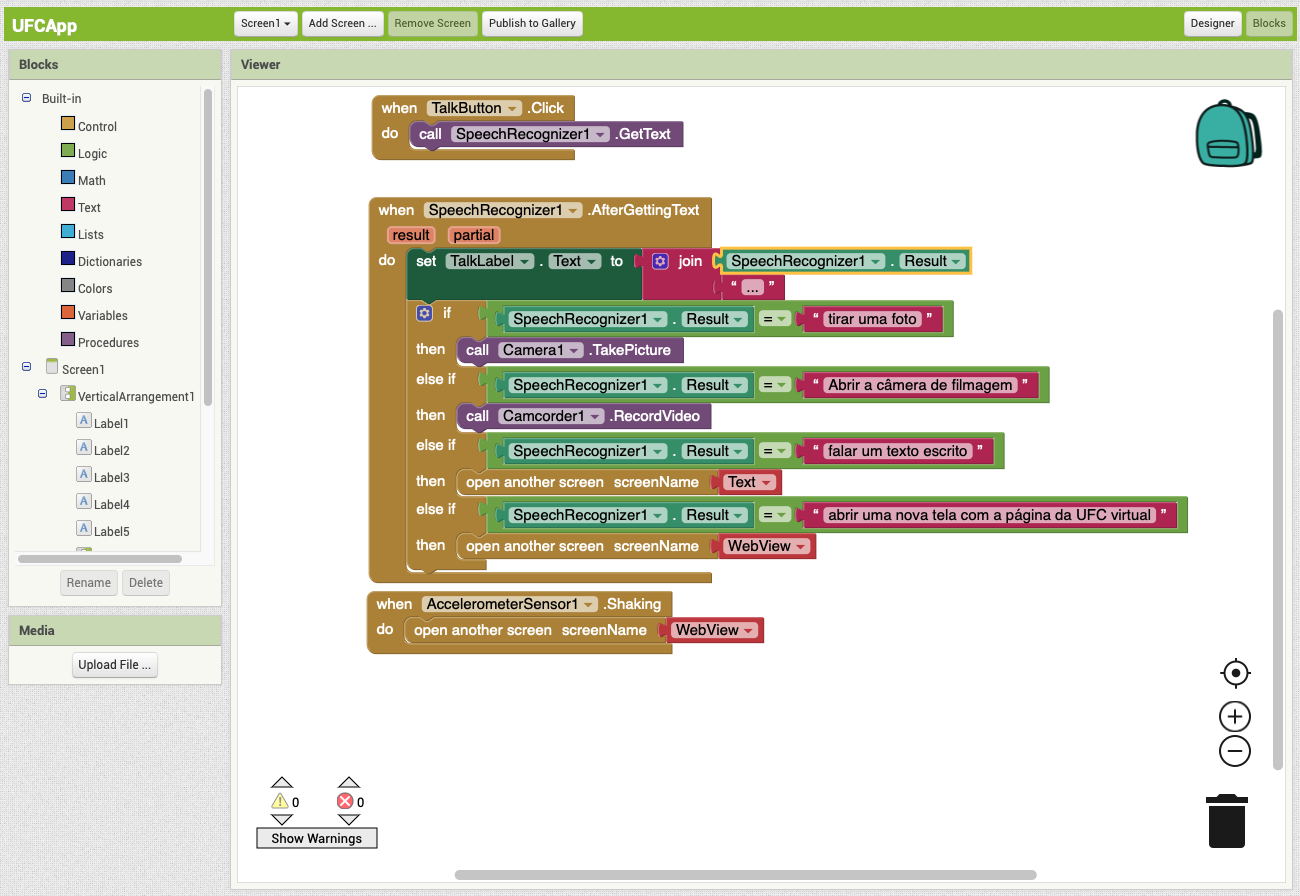 UFCApp
Screen1 Add Screen ... Remove Screen Publish to Gallery Designer Blocks
Blocks
Viewer
Built-in
Control
Logic
Math
Text
Lists
Dictionaries
Colors
Variables
Procedures
Screen1
VerticalArrangement1
A Label1
A Label2
A Label3
A Label4
A Label5
Rename Delete
Media
Upload File ...
when TalkButton .Click
do call SpeechRecognizer1 .GetText
when SpeechRecognizer1 .AfterGettingText
result partial
do set TalkLabel . Text to join SpeechRecognizer1 . Result
“ ... ”
if SpeechRecognizer1 . Result = “ tirar uma foto ”
then call Camera1 .TakePicture
else if SpeechRecognizer1 . Result = “ Abrir a câmera de filmagem ”
then call Camcorder1 .RecordVideo
else if SpeechRecognizer1 . Result = “ falar um texto escrito ”
then open another screen screenName Text
else if SpeechRecognizer1 . Result = “ abrir uma nova tela com a página da UFC virtual ”
then open another screen screenName WebView
when AccelerometerSensor1 .Shaking
do open another screen screenName WebView
0 0
Show Warnings